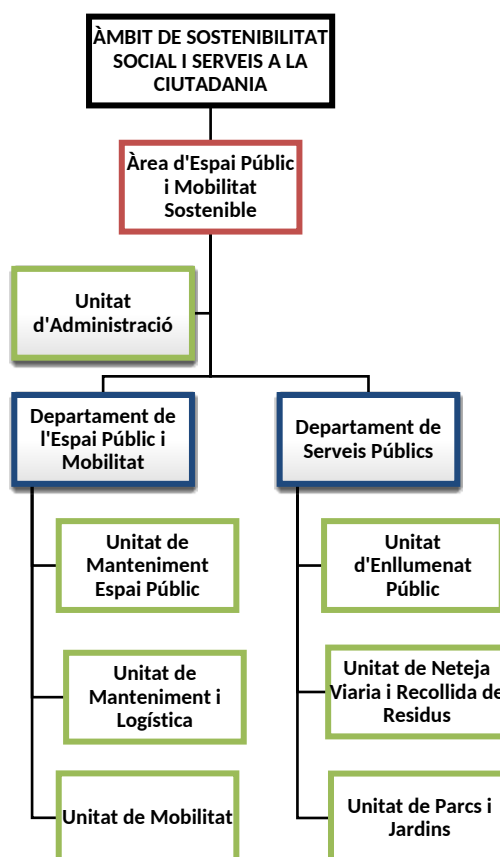 ÀMBIT DE SOSTENIBILITAT
SOCIAL I SERVEIS A LA
CIUTADANIA
Àrea d'Espai Públic
i Mobilitat
Sostenible
Unitat
d'Administració
Departament de
l'Espai Públic i
Mobilitat
Departament de
Serveis Públics
Unitat de
Manteniment
Espai Públic
Unitat
d'Enllumenat
Públic
Unitat de
Manteniment i
Logística
Unitat de Neteja
Viaria i Recollida de
Residus
Unitat de Mobilitat
Unitat de Parcs i
Jardins